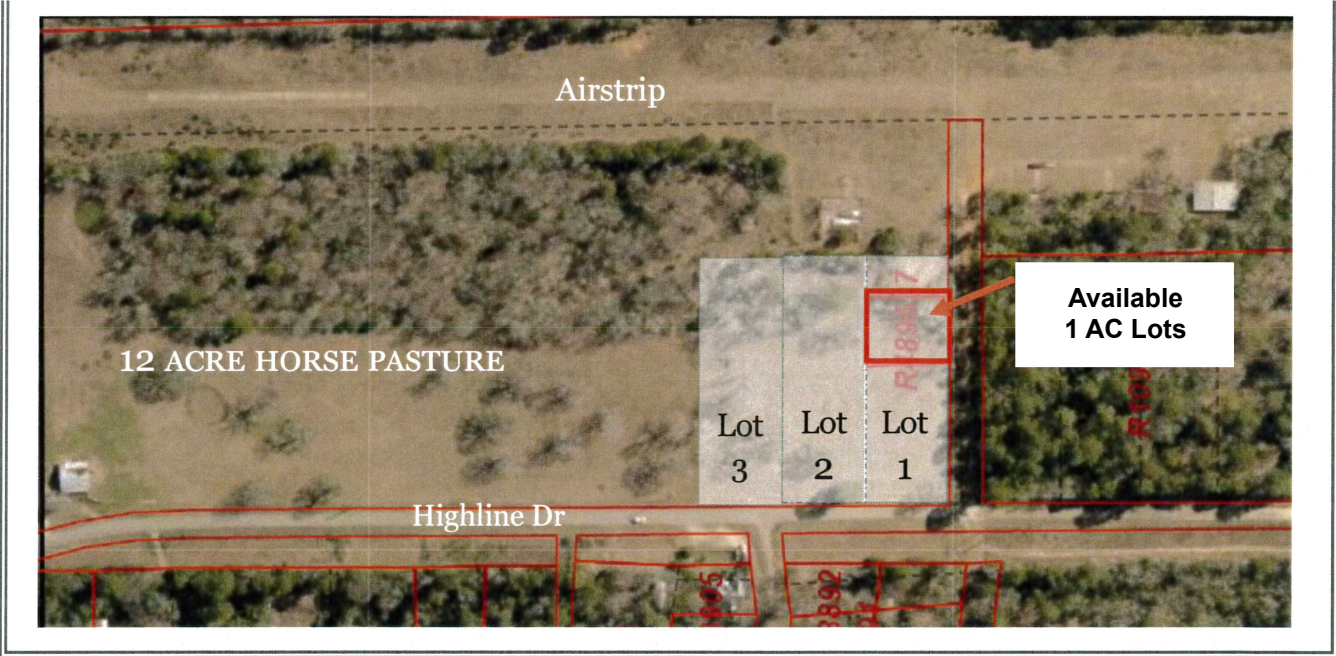 Airstrip
Available
1 AC Lots
12 ACRE HORSE PASTURE
Lot
3
Lot
2
Lot
1
Highline Dr